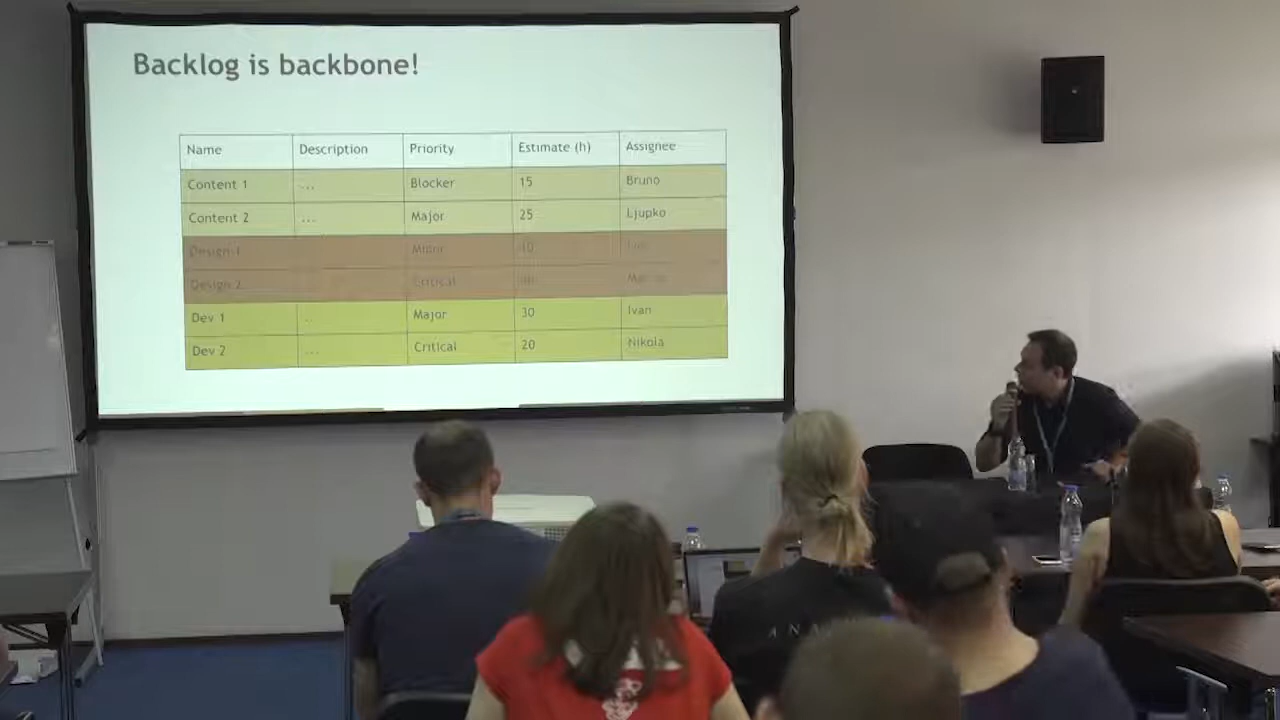 Backlog is backbone!
Name Description Priority Estimate (h) Assignee
Content 1 ... Blocker 15 Bruno
Content 2 ... Major 25 Ljupko
Design 1 Minor
Design 2 Critical
Dev 1 Major 30 Ivan
Dev 2 ... Critical 20 Nikola